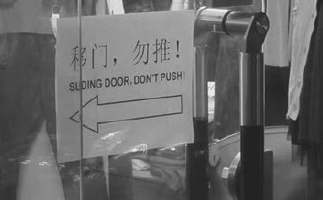 移门，勿推！
SLIDING DOOR, DON'T PUSH!